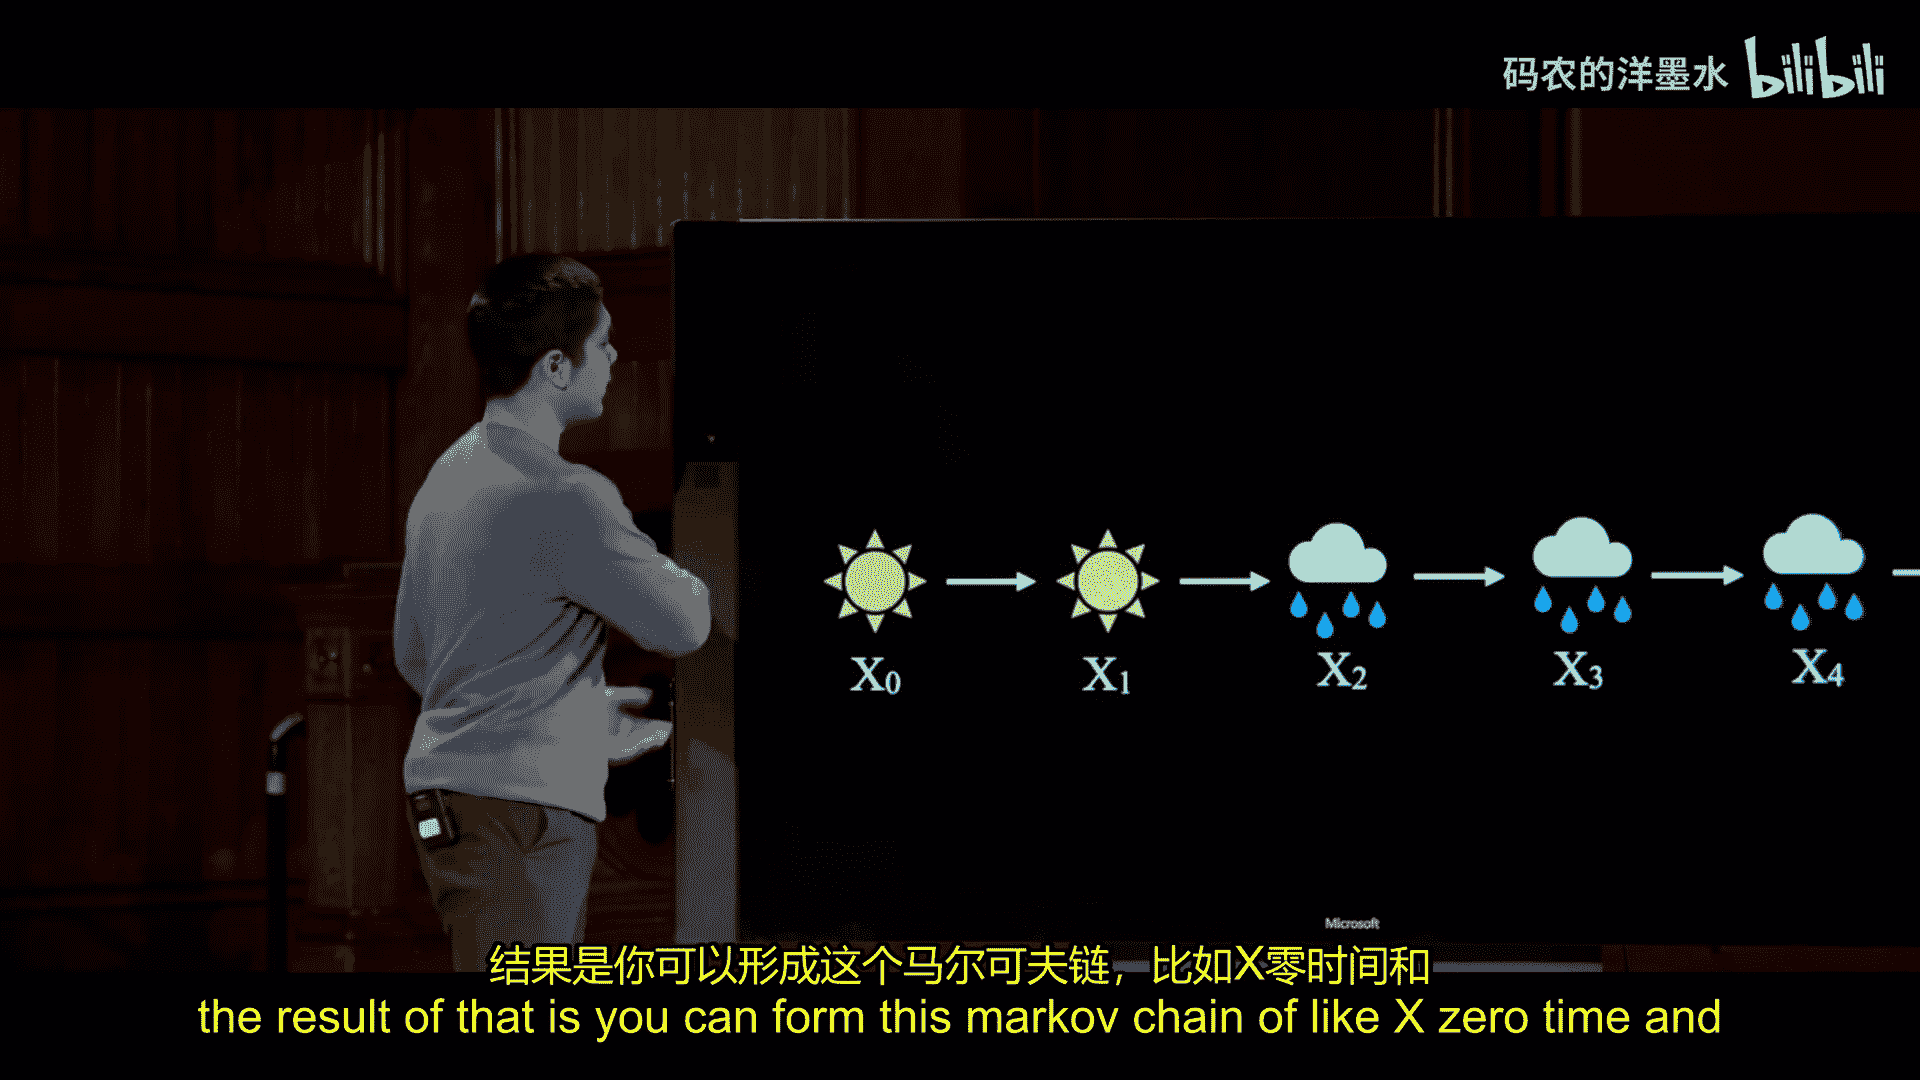 码农的洋墨水 bilibili
X0 X1 X2 X3 X4
Microsoft
结果是你可以形成这个马尔可夫链，比如X零时间和
the result of that is you can form this markov chain of like X zero time and